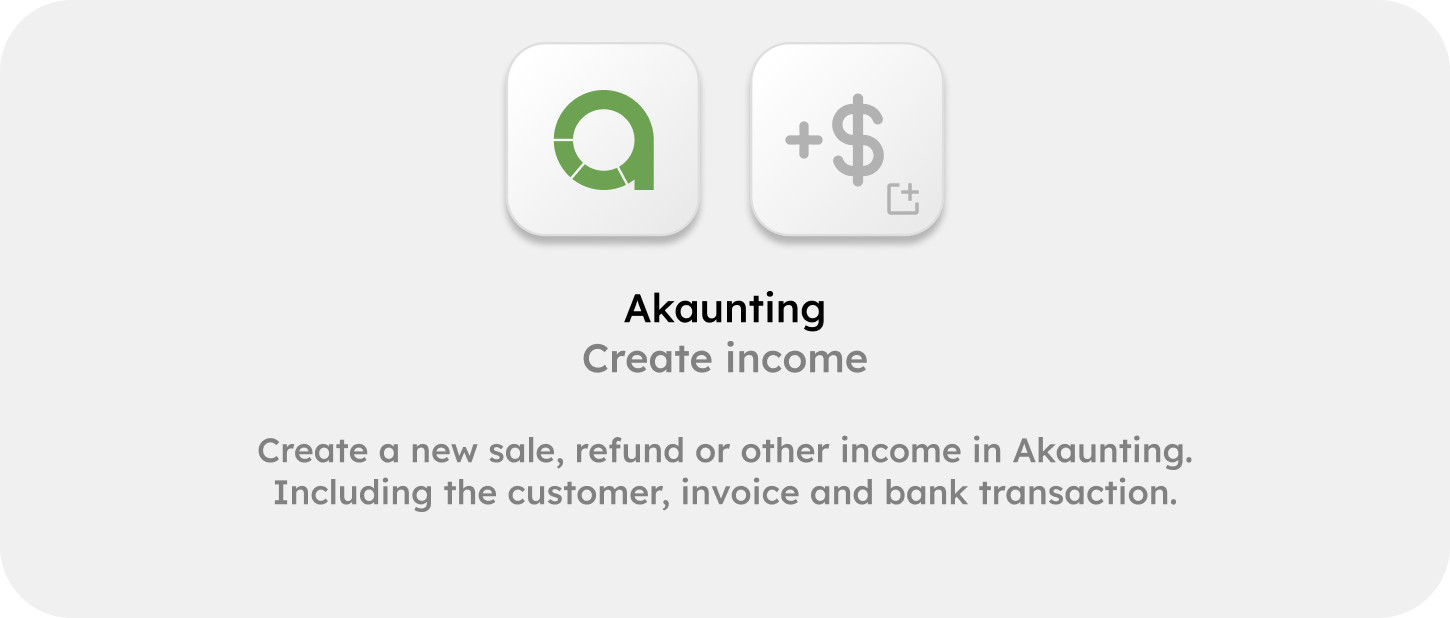 Akaunting
Create income
Create a new sale, refund or other income in Akaunting.
Including the customer, invoice and bank transaction.